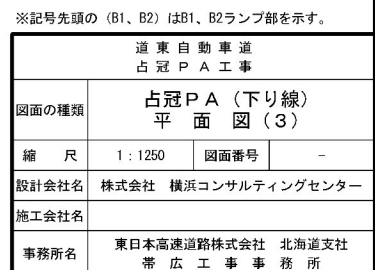 ※記号先頭の（B1、B2）はB1、B2ランプ部を示す。
道東自動車道
占冠ＰＡ工事
図面の種類
占冠ＰＡ（下り線）
平面図（３）
縮尺 1：1250 図面番号 －
設計会社名 株式会社 横浜コンサルティングセンター
施工会社名
事務所名
東日本高速道路株式会社 北海道支社
帯広工事事務所